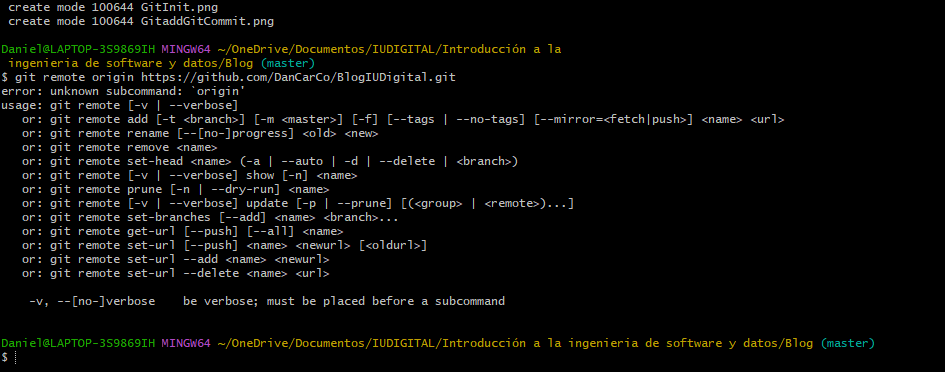 create mode 100644 GitInit.png
create mode 100644 GitaddGitCommit.png
Daniel@LAPTOP-3S9869IH MINGW64 ~/OneDrive/Documentos/IUDIGITAL/Introducción a la
ingenieria de software y datos/Blog (master)
$ git remote origin https://github.com/DanCarCo/BlogIUDigital.git
error: unknown subcommand: `origin'
usage: git remote [-v | --verbose]
or: git remote add [-t <branch>] [-m <master>] [-f] [--tags | --no-tags] [--mirror=<fetch|push>] <name> <url>
or: git remote rename [--[no-]progress] <old> <new>
or: git remote remove <name>
or: git remote set-head <name> (-a | --auto | -d | --delete | <branch>)
or: git remote [-v | --verbose] show [-n] <name>
or: git remote prune [-n | --dry-run] <name>
or: git remote [-v | --verbose] update [-p | --prune] [(<group> | <remote>)...]
or: git remote set-branches [--add] <name> <branch>...
or: git remote get-url [--push] [--all] <name>
or: git remote set-url [--push] <name> <newurl> [<oldurl>]
or: git remote set-url --add <name> <newurl>
or: git remote set-url --delete <name> <url>
-v, --[no-]verbose    be verbose; must be placed before a subcommand
Daniel@LAPTOP-3S9869IH MINGW64 ~/OneDrive/Documentos/IUDIGITAL/Introducción a la ingenieria de software y datos/Blog (master)
$